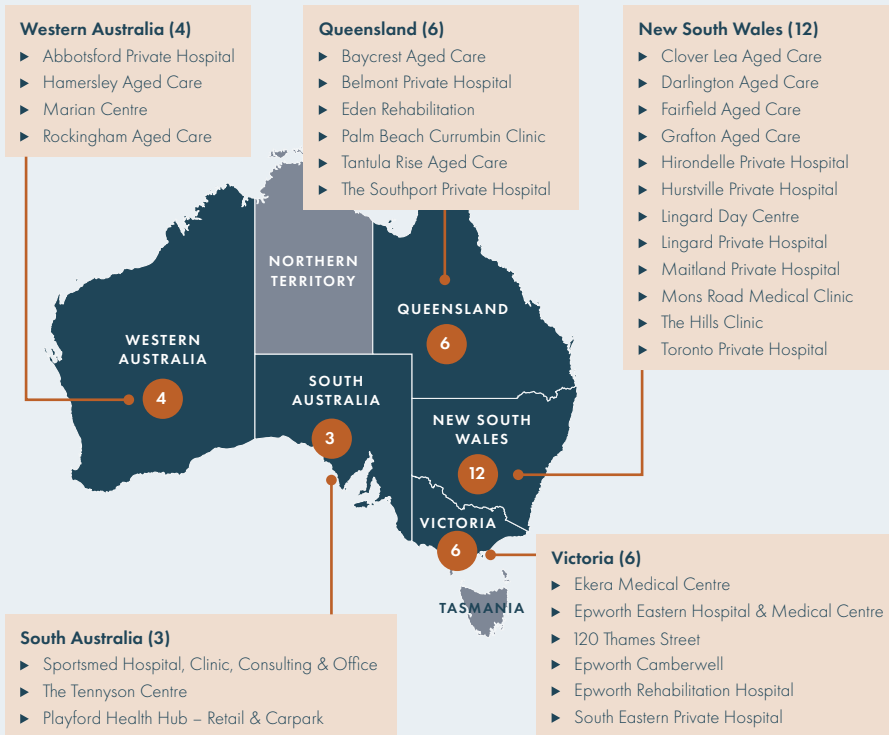 Western Australia (4)
Abbotsford Private Hospital
Hamersley Aged Care
Marian Centre
Rockingham Aged Care
Queensland (6)
Baycrest Aged Care
Belmont Private Hospital
Eden Rehabilitation
Palm Beach Currumbin Clinic
Tantula Rise Aged Care
The Southport Private Hospital
New South Wales (12)
Clover Lea Aged Care
Darlington Aged Care
Fairfield Aged Care
Grafton Aged Care
Hirondelle Private Hospital
Hurstville Private Hospital
Lingard Day Centre
Lingard Private Hospital
Maitland Private Hospital
Mons Road Medical Clinic
The Hills Clinic
Toronto Private Hospital
NORTHERN
TERRITORY
QUEENSLAND
6
WESTERN
AUSTRALIA
4
SOUTH
AUSTRALIA
3
NEW SOUTH
WALES
12
VICTORIA
6
TASMANIA
South Australia (3)
Sportsmed Hospital, Clinic, Consulting & Office
The Tennyson Centre
Playford Health Hub – Retail & Carpark
Victoria (6)
Ekera Medical Centre
Epworth Eastern Hospital & Medical Centre
120 Thames Street
Epworth Camberwell
Epworth Rehabilitation Hospital
South Eastern Private Hospital